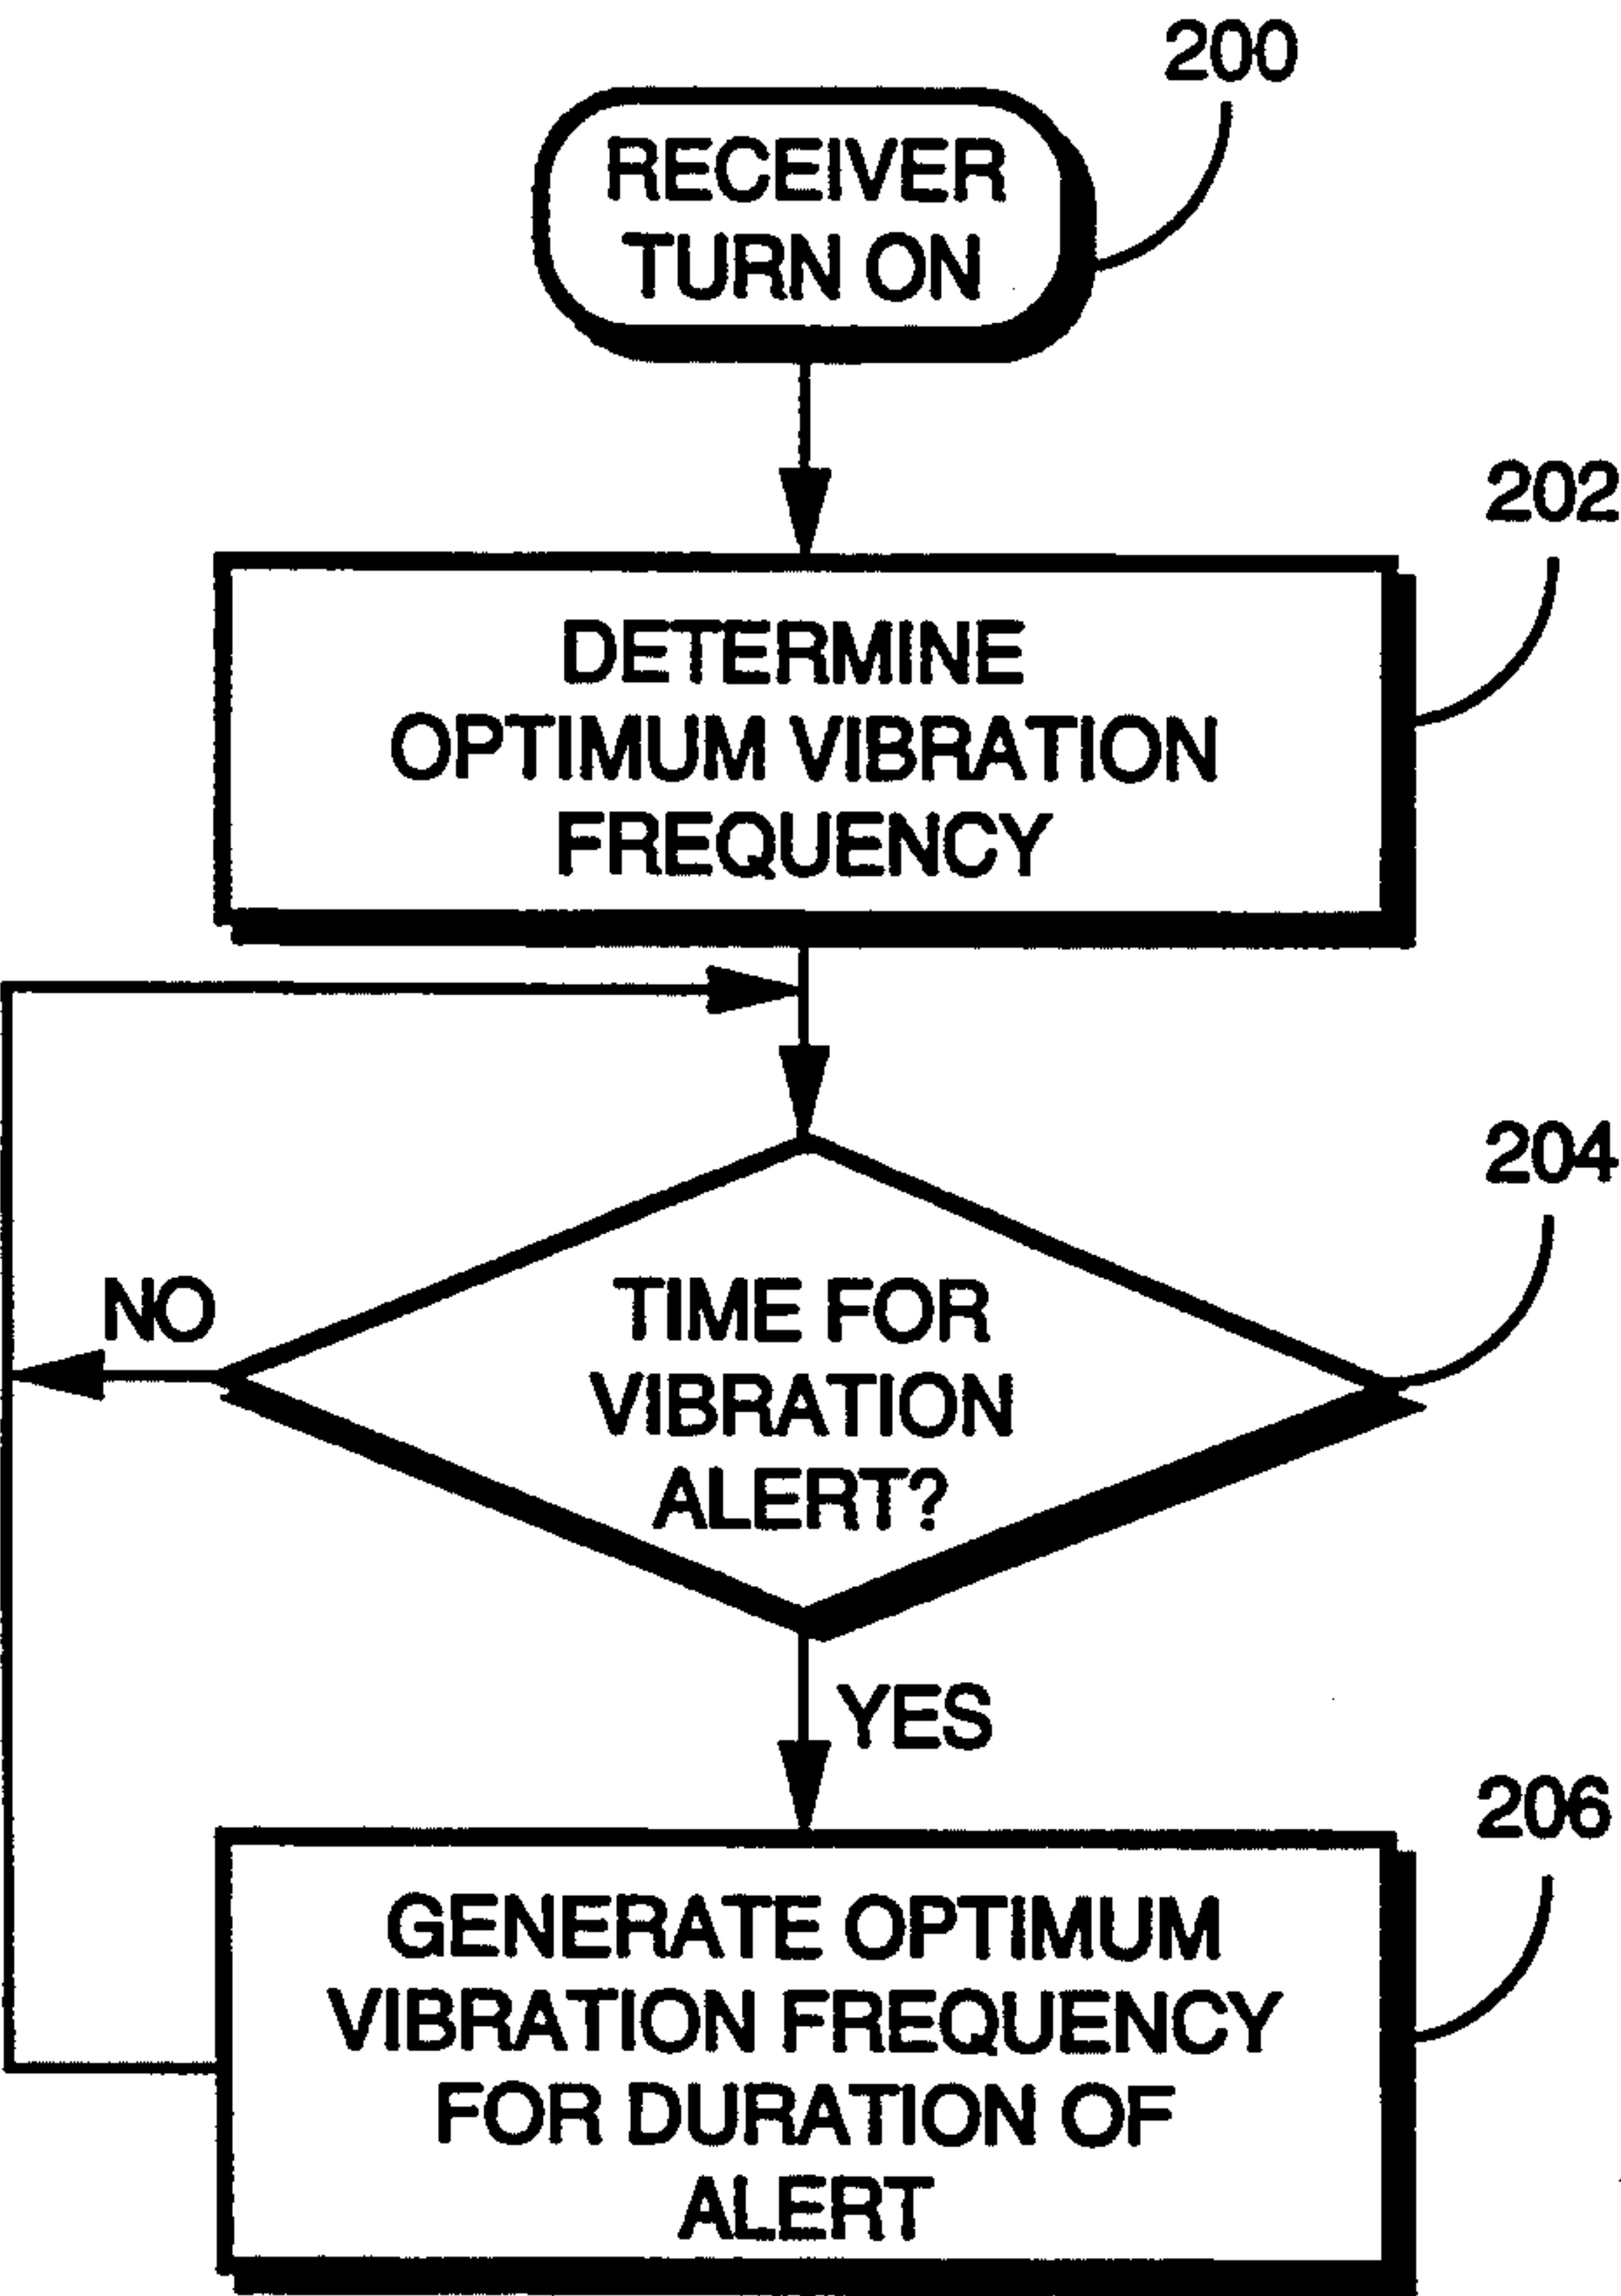 200
RECEIVER
TURN ON
202
DETERMINE
OPTIMUM VIBRATION
FREQUENCY
204
NO
TIME FOR
VIBRATION
ALERT?
YES
206
GENERATE OPTIMUM
VIBRATION FREQUENCY
FOR DURATION OF
ALERT